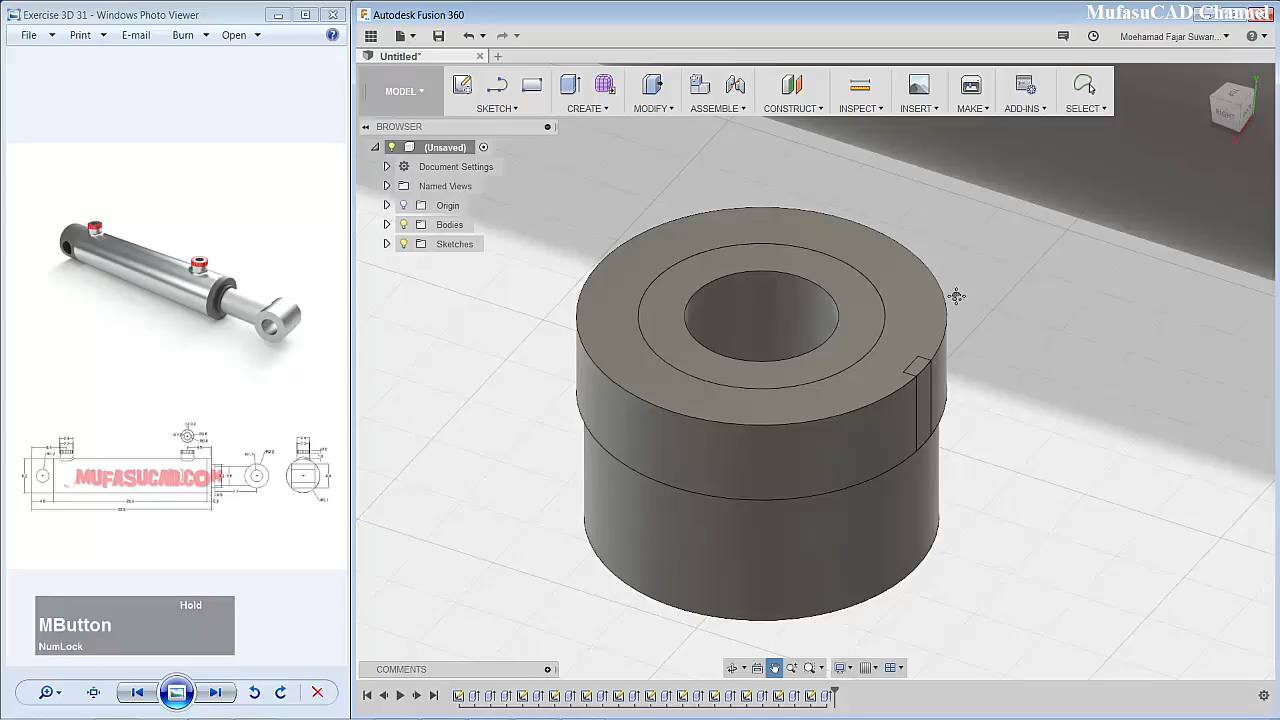 Exercise 3D 31 - Windows Photo Viewer
File Print E-mail Burn Open
MUFASUCAD.COM
Hold
MButton
NumLock
Autodesk Fusion 360
MufasuCAD Channel
Moehamad Fajar Suwan...
Untitled*
MODEL
SKETCH
CREATE
MODIFY
ASSEMBLE
CONSTRUCT
INSPECT
INSERT
MAKE
ADD-INS
SELECT
BROWSER
(Unsaved)
Document Settings
Named Views
Origin
Bodies
Sketches
RIGHT
COMMENTS